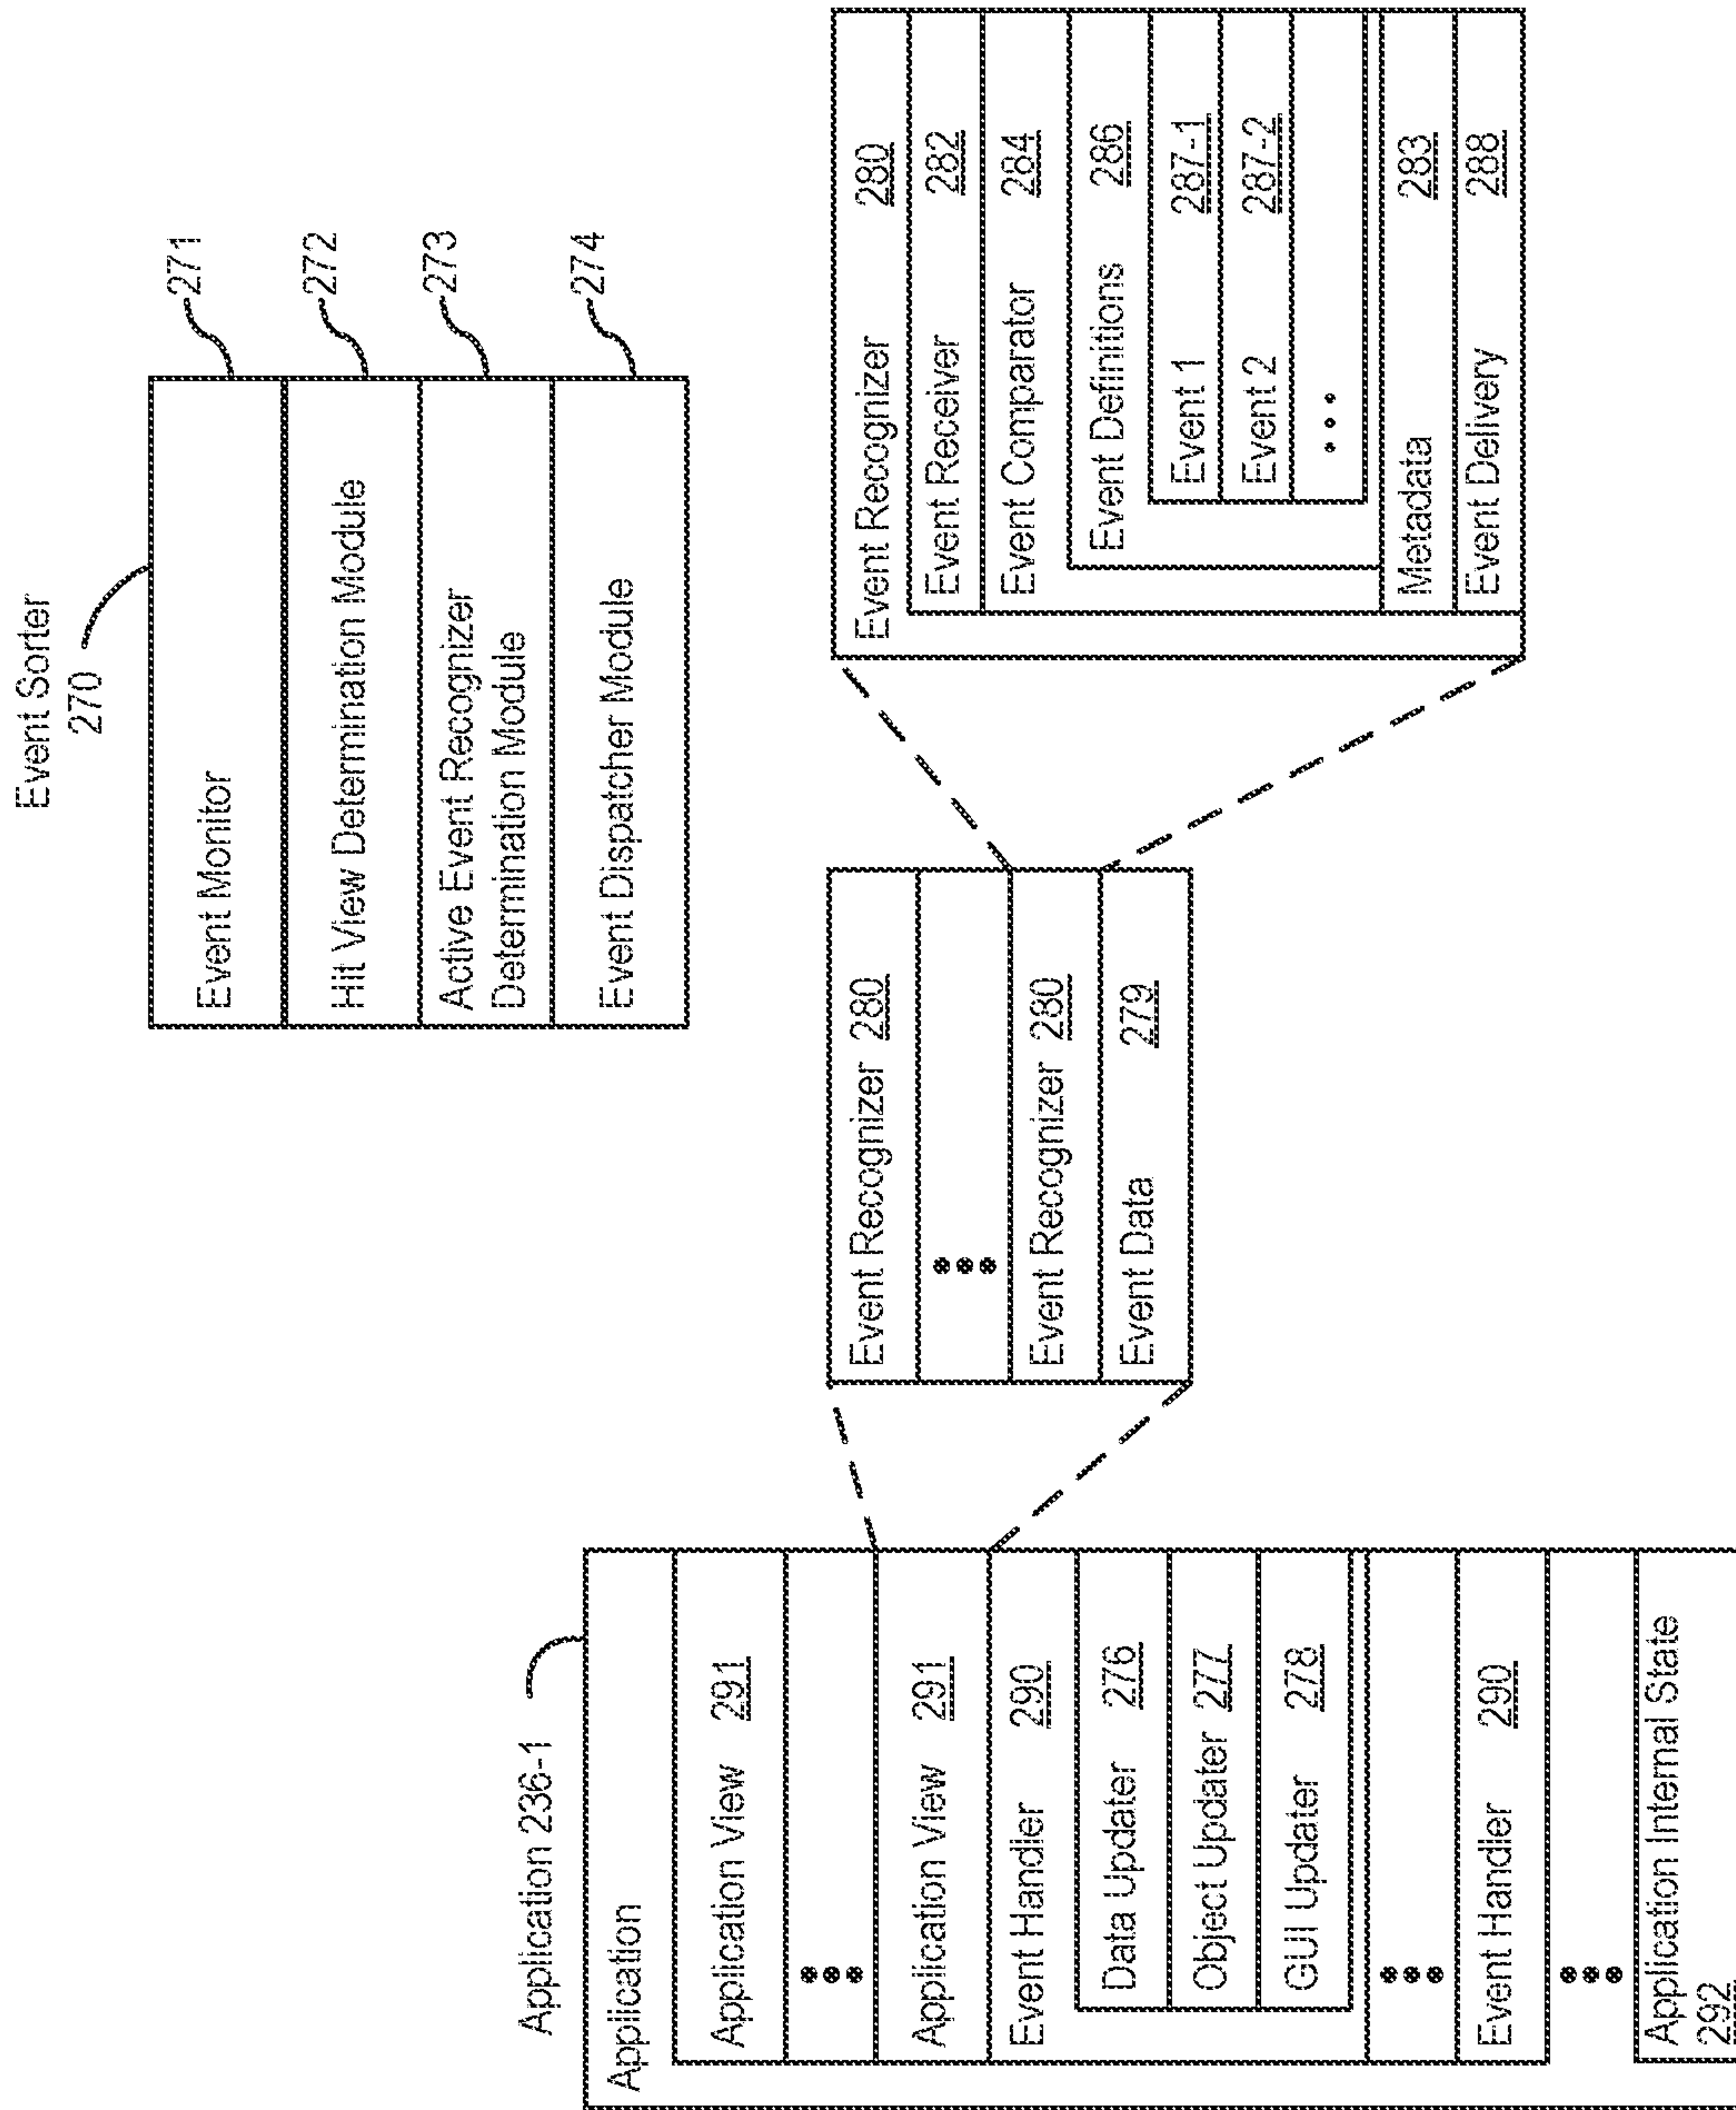 Event Sorter
270
Event Monitor
271
Hit View Determination Module
272
Active Event Recognizer
Determination Module
273
Event Dispatcher Module
274
Application 236-1
Application
Application View 291
Application View 291
Event Handler 290
Data Updater 276
Object Updater 277
GUI Updater 278
Event Handler 290
Application Internal State
292
Event Recognizer 280
Event Recognizer 280
Event Data 279
Event Recognizer 280
Event Receiver 282
Event Comparator 284
Event Definitions 286
Event 1 287-1
Event 2 287-2
Metadata 283
Event Delivery 288